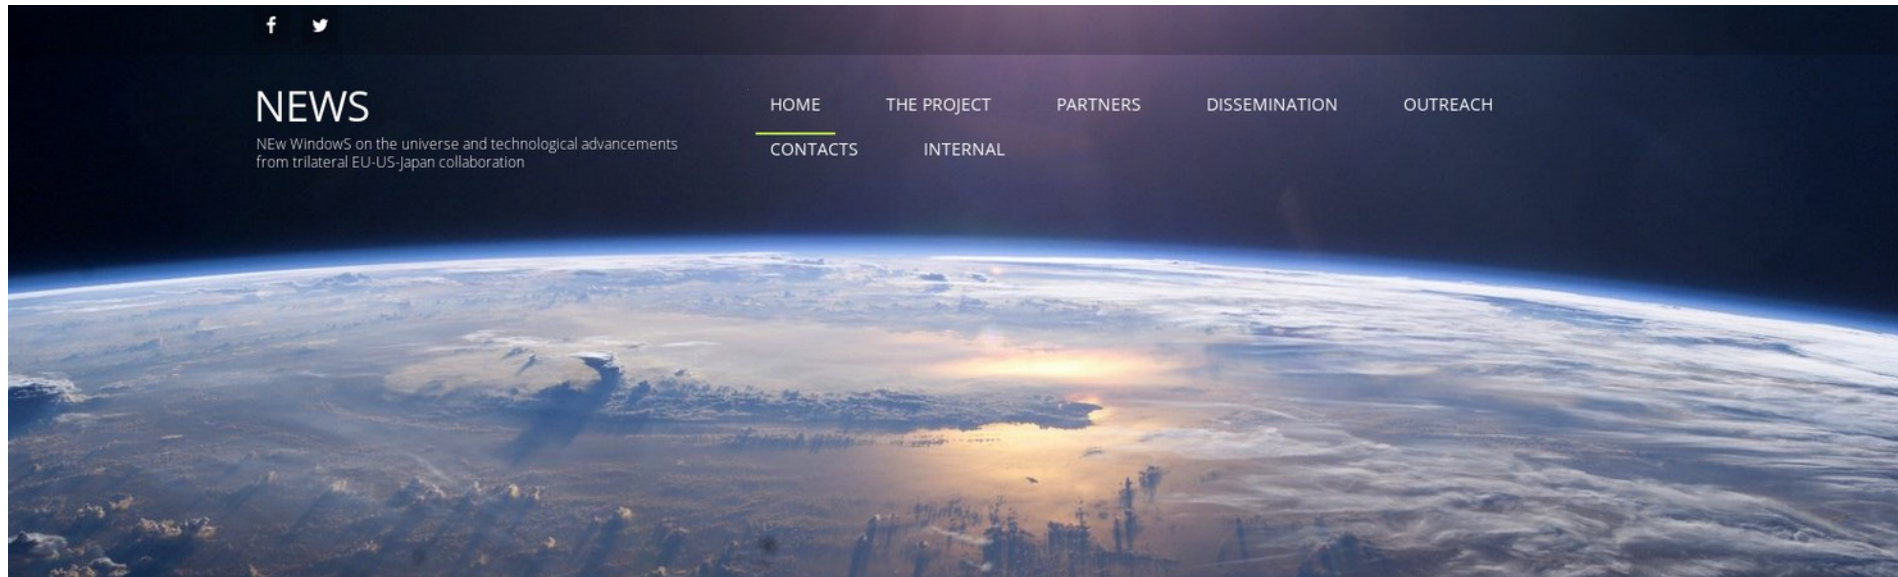 NEWS
NEw WindowS on the universe and technological advancements
from trilateral EU-US-Japan collaboration
HOME THE PROJECT PARTNERS DISSEMINATION OUTREACH
CONTACTS INTERNAL